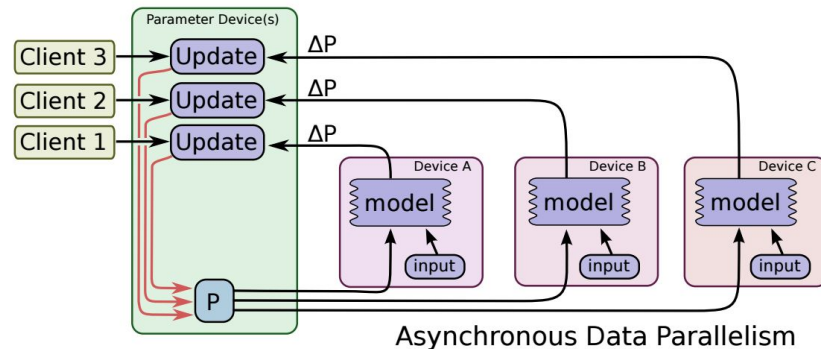 Parameter Device(s)
Client 3
Update
ΔP
Client 2
Update
ΔP
Client 1
Update
ΔP
Device A
Device B
Device C
model
model
model
input
input
input
P
Asynchronous Data Parallelism